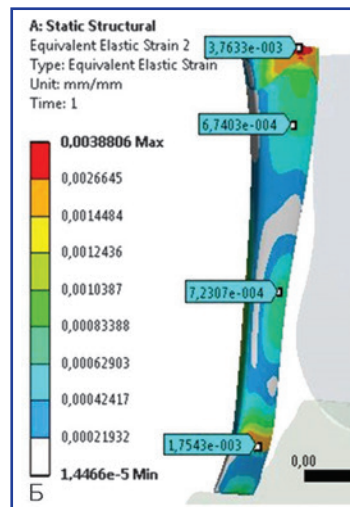 A: Static Structural
Equivalent Elastic Strain 2
Type: Equivalent Elastic Strain
Unit: mm/mm
Time: 1
3,7633e-003
6,7403e-004
7,2307e-004
1,7543e-003
0,0038806 Max
0,0026645
0,0014484
0,0012436
0,0010387
0,00083388
0,00062903
0,00042417
0,00021932
1,4466e-5 Min
0,00
Б